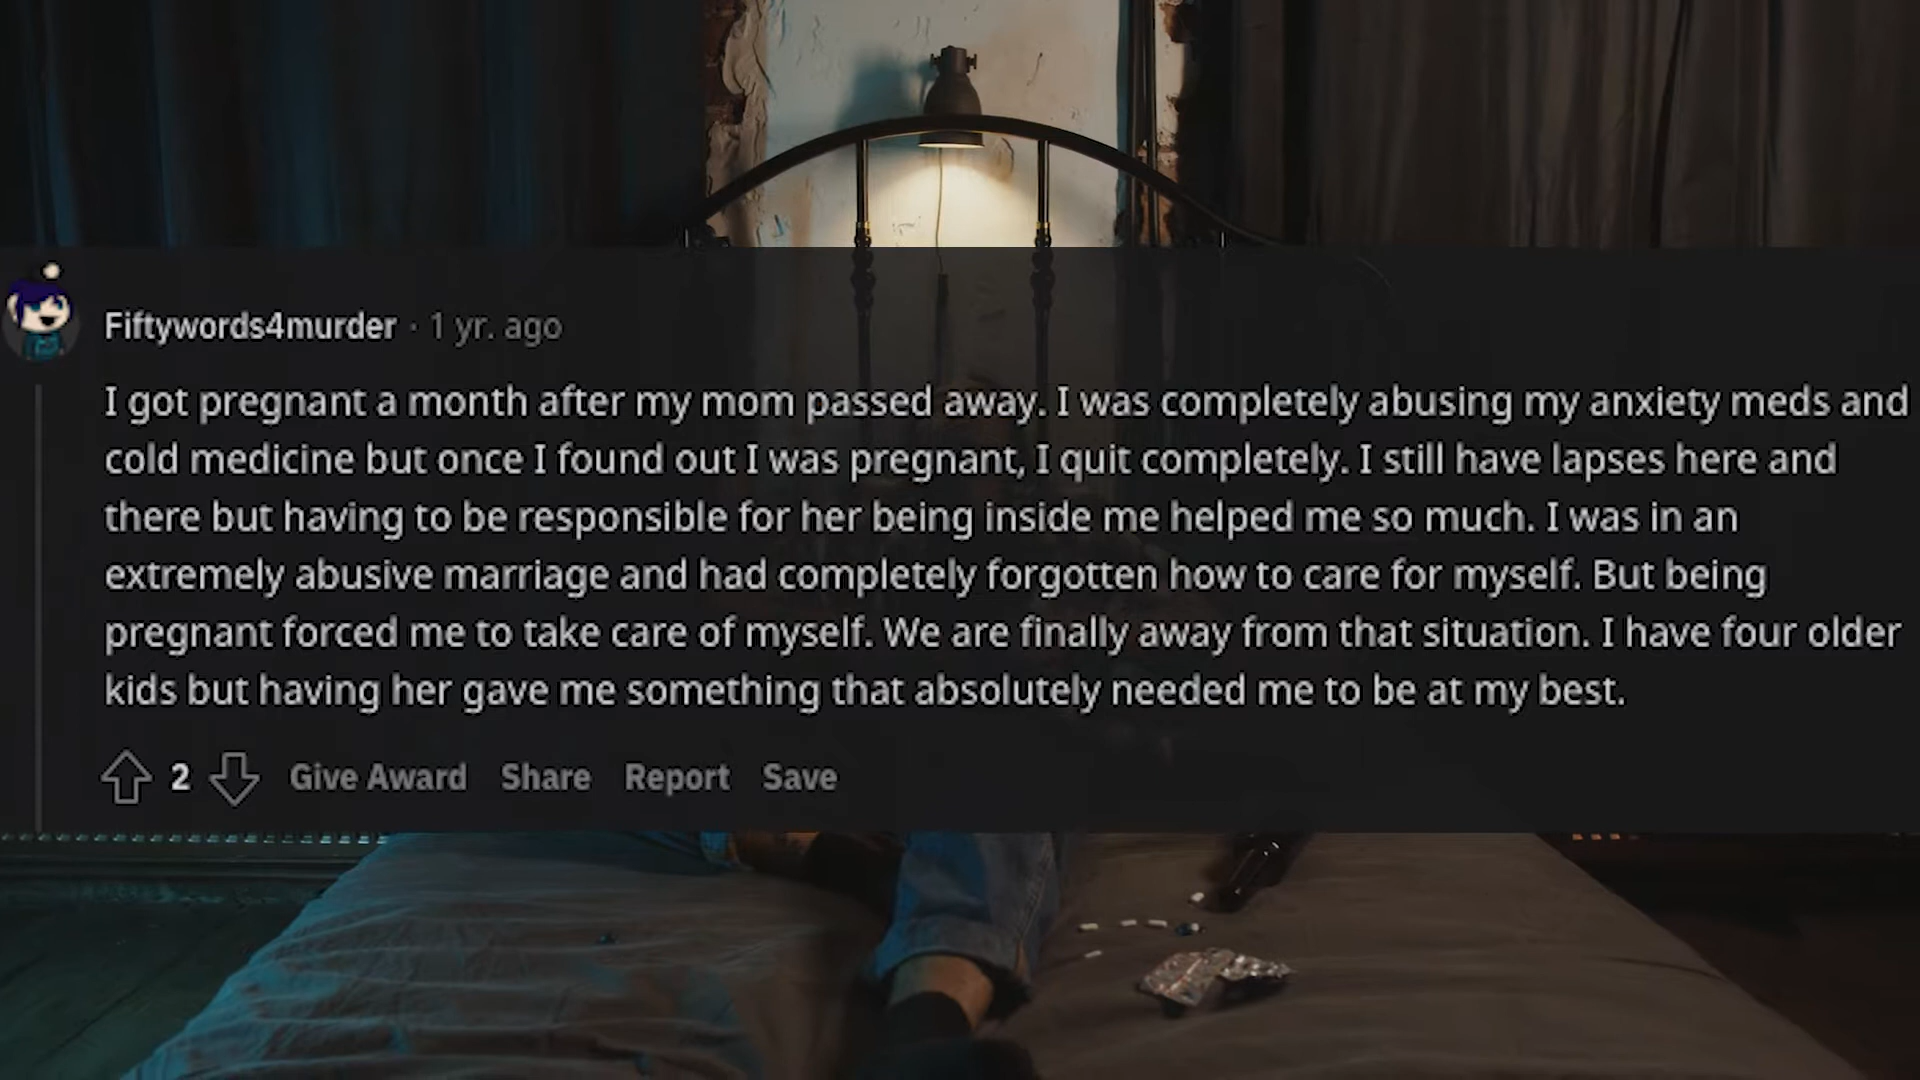 Fiftywords4murder · 1 yr. ago
I got pregnant a month after my mom passed away. I was completely abusing my anxiety meds and
cold medicine but once I found out I was pregnant, I quit completely. I still have lapses here and
there but having to be responsible for her being inside me helped me so much. I was in an
extremely abusive marriage and had completely forgotten how to care for myself. But being
pregnant forced me to take care of myself. We are finally away from that situation. I have four older
kids but having her gave me something that absolutely needed me to be at my best.
2 Give Award Share Report Save